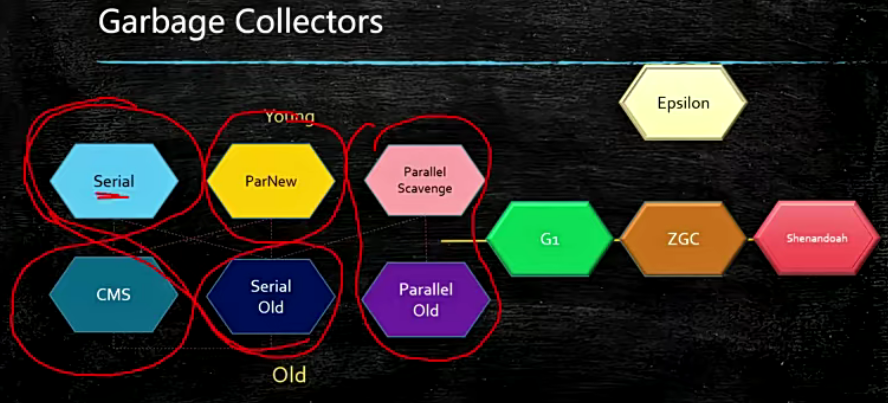 Garbage Collectors
Epsilon
Young
Serial
ParNew
Parallel
Scavenge
G1
ZGC
Shenandoah
CMS
Serial
Old
Parallel
Old
Old